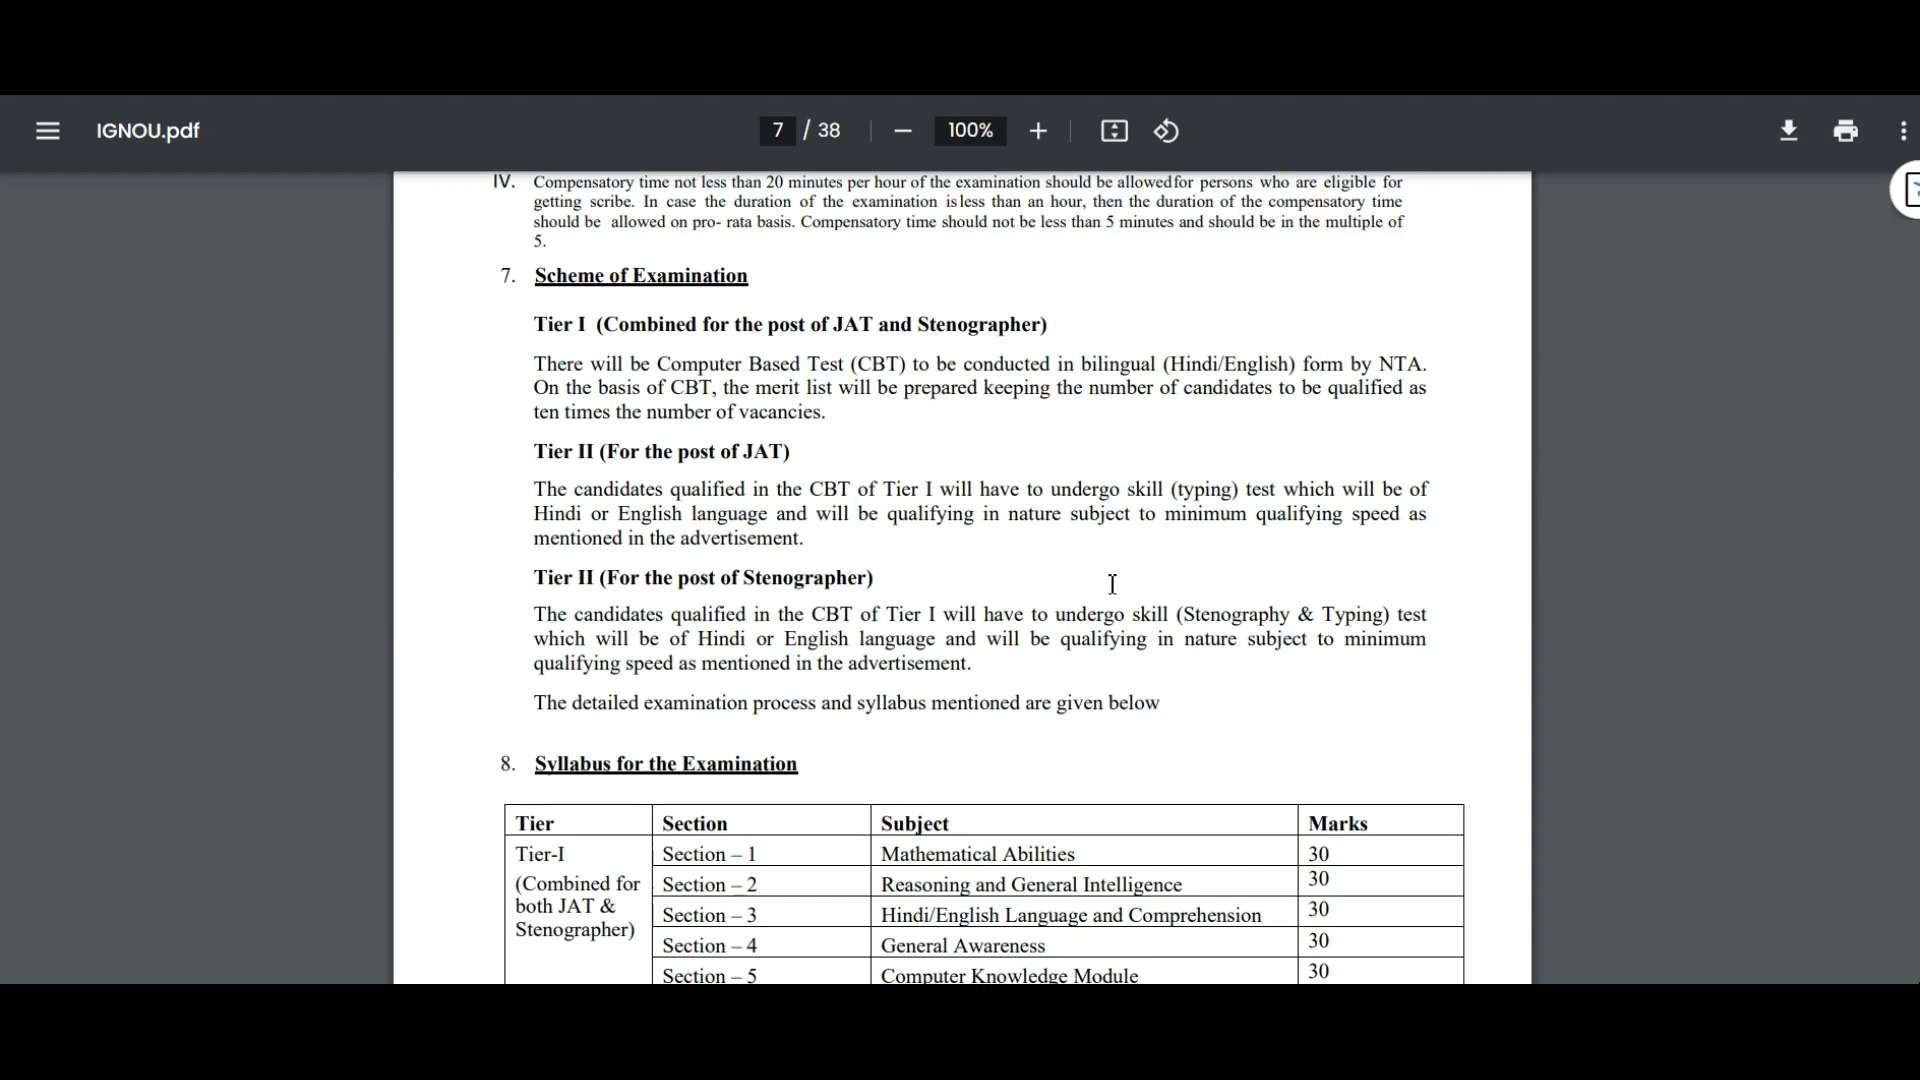 IGNOU.pdf
7 / 38
100%
IV. Compensatory time not less than 20 minutes per hour of the examination should be allowedfor persons who are eligible for
getting scribe. In case the duration of the examination is less than an hour, then the duration of the compensatory time
should be allowed on pro- rata basis. Compensatory time should not be less than 5 minutes and should be in the multiple of
5.
7. Scheme of Examination
Tier I (Combined for the post of JAT and Stenographer)
There will be Computer Based Test (CBT) to be conducted in bilingual (Hindi/English) form by NTA.
On the basis of CBT, the merit list will be prepared keeping the number of candidates to be qualified as
ten times the number of vacancies.
Tier II (For the post of JAT)
The candidates qualified in the CBT of Tier I will have to undergo skill (typing) test which will be of
Hindi or English language and will be qualifying in nature subject to minimum qualifying speed as
mentioned in the advertisement.
Tier II (For the post of Stenographer)
The candidates qualified in the CBT of Tier I will have to undergo skill (Stenography & Typing) test
which will be of Hindi or English language and will be qualifying in nature subject to minimum
qualifying speed as mentioned in the advertisement.
The detailed examination process and syllabus mentioned are given below
8. Syllabus for the Examination
Tier Section Subject Marks
Tier-I Section – 1 Mathematical Abilities 30
(Combined for Section – 2 Reasoning and General Intelligence 30
both JAT & Section – 3 Hindi/English Language and Comprehension 30
Stenographer) Section – 4 General Awareness 30
Section – 5 Computer Knowledge Module 30